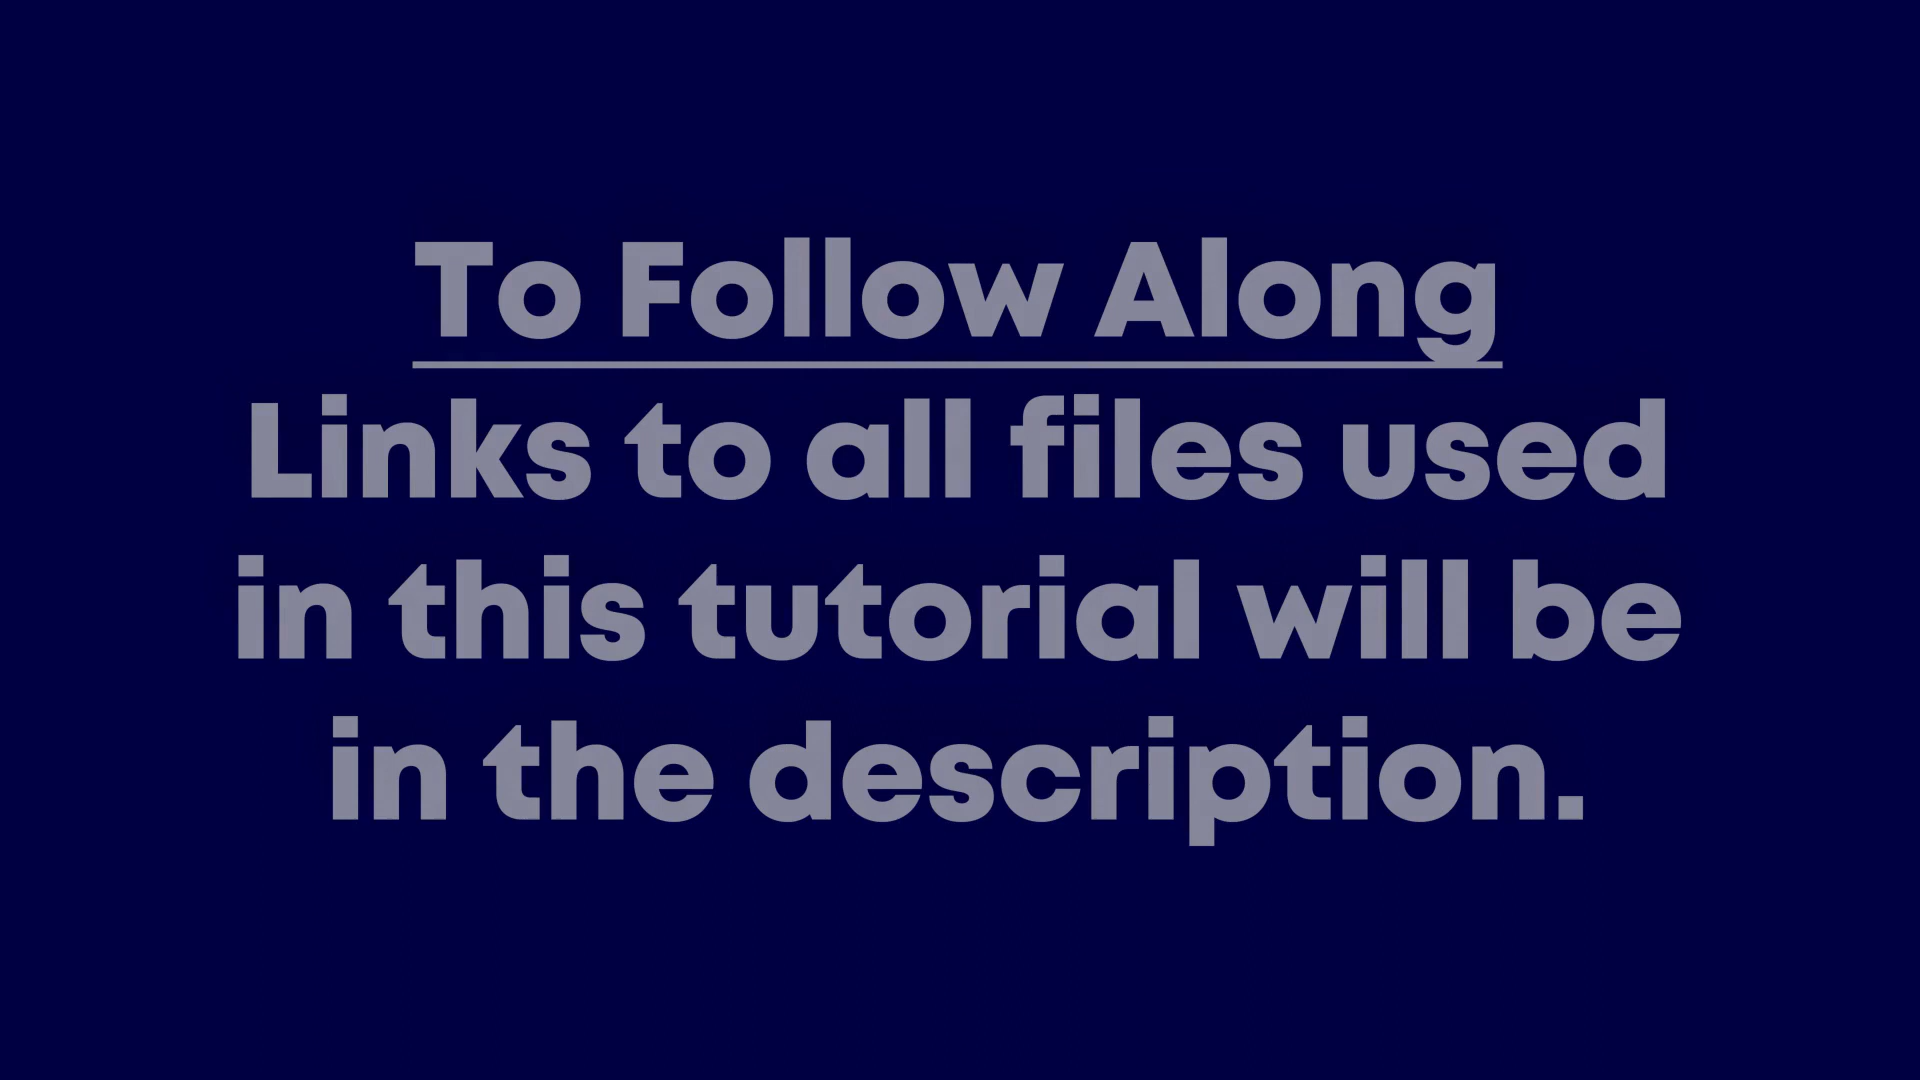 To Follow Along
Links to all files used
in this tutorial will be
in the description.